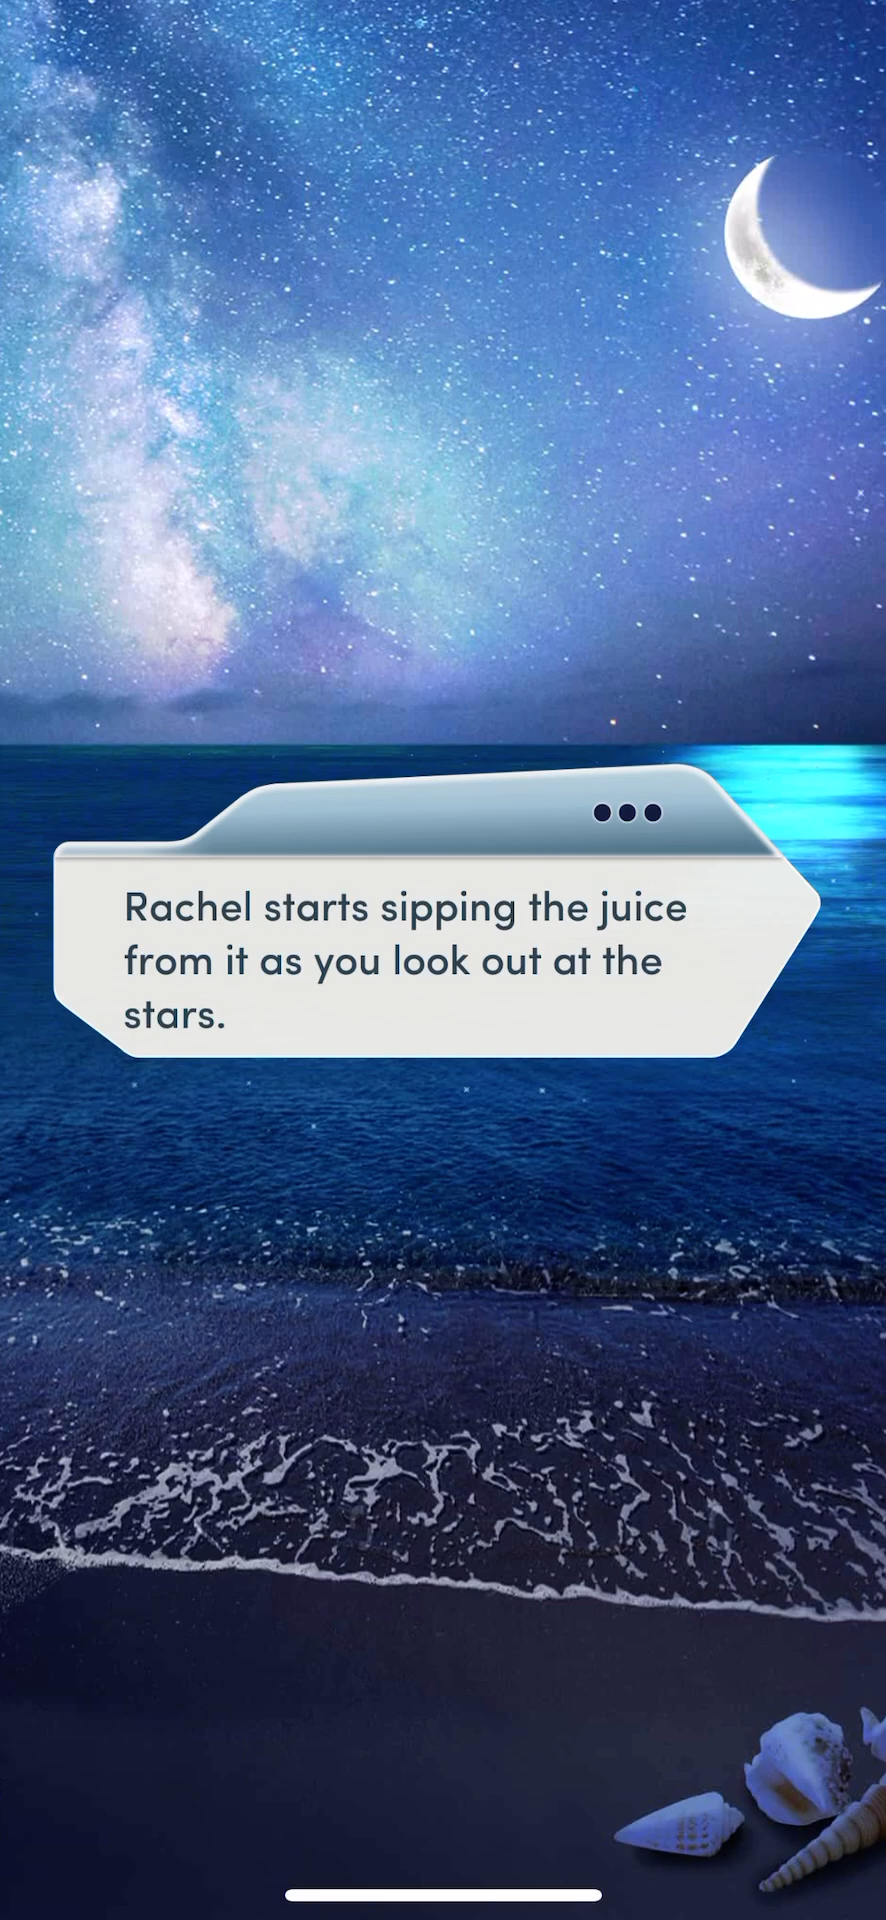 Rachel starts sipping the juice
from it as you look out at the
stars.